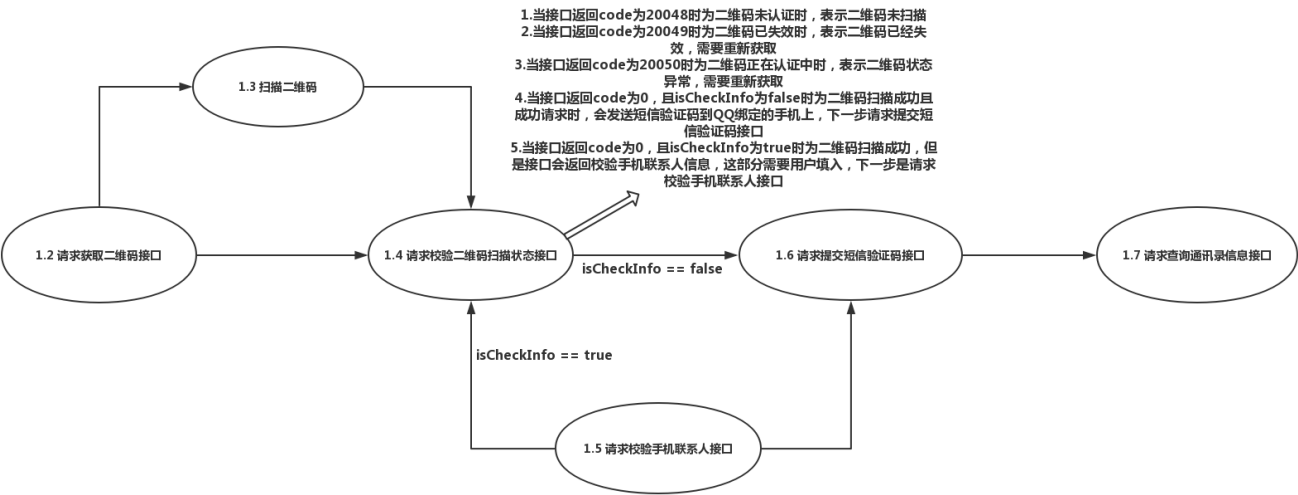 1.当接口返回code为20048时为二维码未认证时，表示二维码未扫描
2.当接口返回code为20049时为二维码已失效时，表示二维码已经失
效，需要重新获取
3.当接口返回code为20050时为二维码正在认证中时，表示二维码状态
异常，需要重新获取
4.当接口返回code为0，且isCheckInfo为false时为二维码扫描成功且
成功请求时，会发送短信验证码到QQ绑定的手机上，下一步请求提交短
信验证码接口
5.当接口返回code为0，且isCheckInfo为true时为二维码扫描成功，但
是接口会返回校验手机联系人信息，这部分需要用户填入，下一步是请求
校验手机联系人接口
1.3 扫描二维码
1.2 请求获取二维码接口
1.4 请求校验二维码扫描状态接口
isCheckInfo == false
1.6 请求提交短信验证码接口
1.7 请求查询通讯录信息接口
isCheckInfo == true
1.5 请求校验手机联系人接口